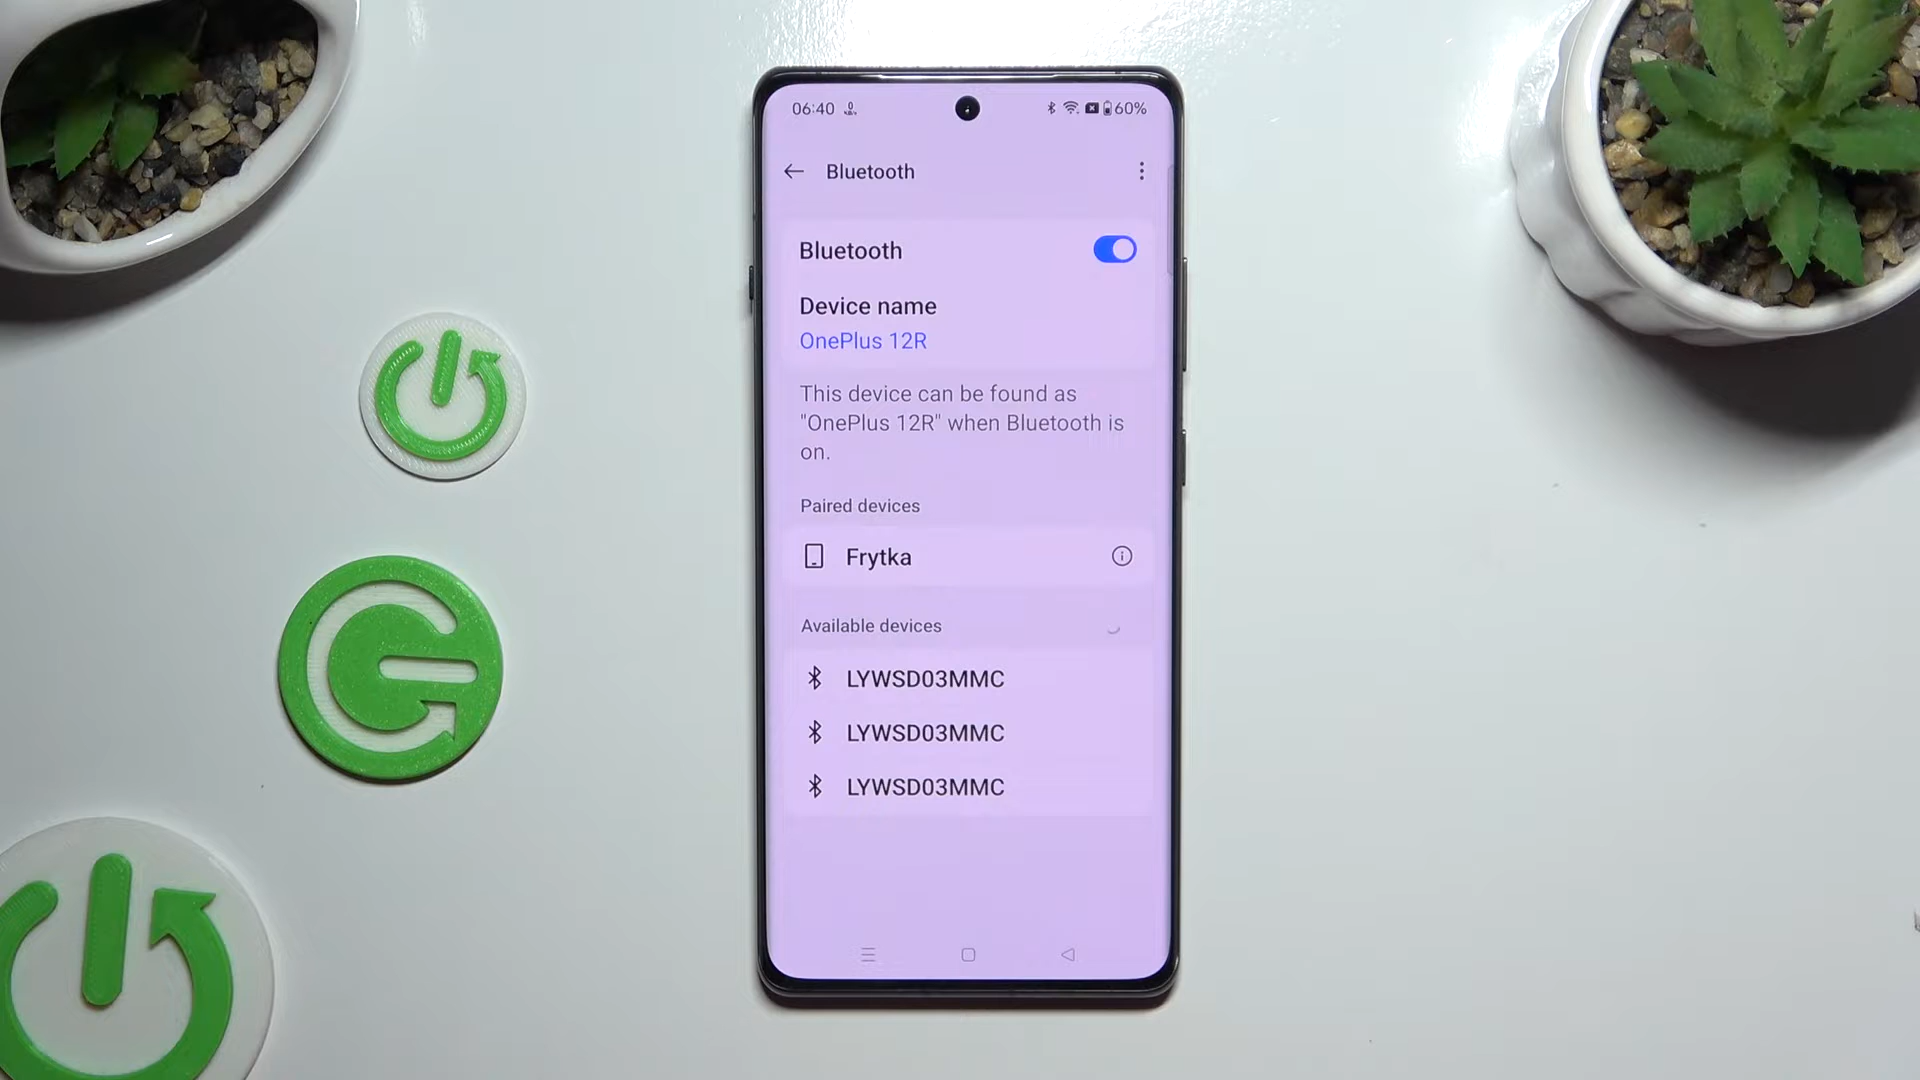 06:40 60%
Bluetooth
Bluetooth
Device name
OnePlus 12R
This device can be found as
"OnePlus 12R" when Bluetooth is
on.
Paired devices
Frytka
Available devices
LYWSD03MMC
LYWSD03MMC
LYWSD03MMC